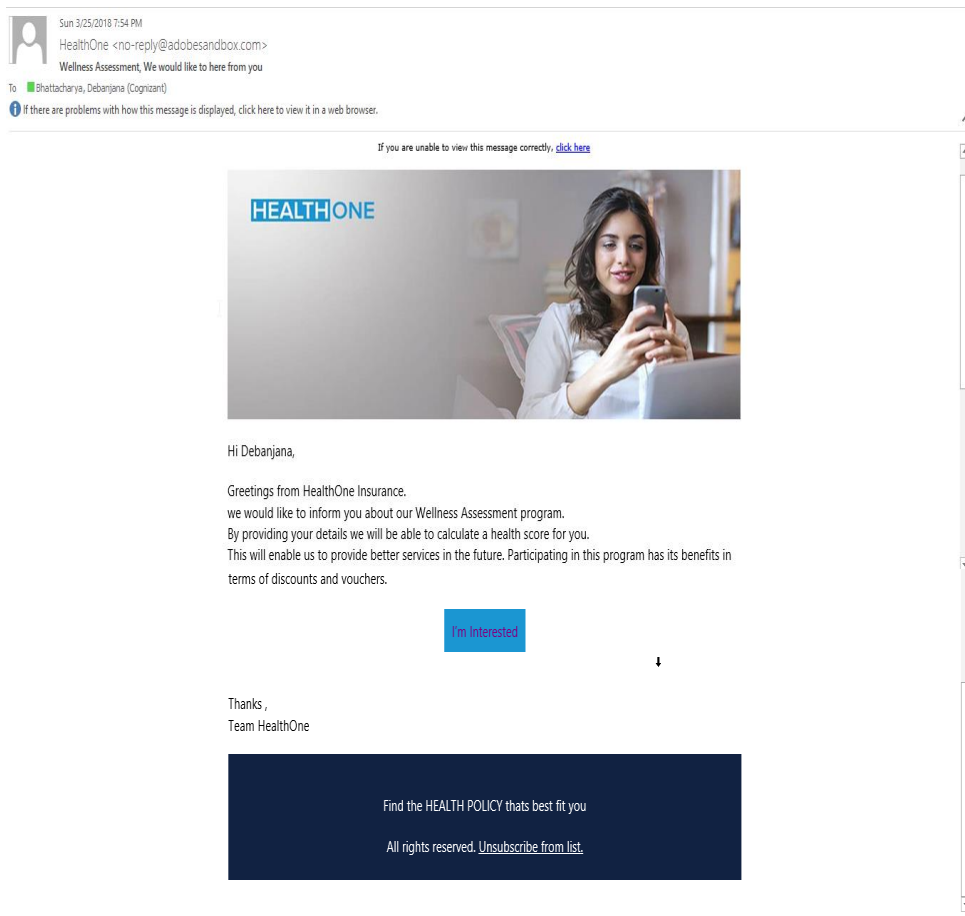 Sun 3/25/2018 7:54 PM
HealthOne <no-reply@adobesandbox.com>
Wellness Assessment, We would like to here from you
To Bhattacharya, Debanjana (Cognizant)
If there are problems with how this message is displayed, click here to view it in a web browser.
If you are unable to view this message correctly, click here
HEALTHONE
Hi Debanjana,
Greetings from HealthOne Insurance.
we would like to inform you about our Wellness Assessment program.
By providing your details we will be able to calculate a health score for you.
This will enable us to provide better services in the future. Participating in this program has its benefits in
terms of discounts and vouchers.
I'm Interested
Thanks ,
Team HealthOne
Find the HEALTH POLICY thats best fit you
All rights reserved. Unsubscribe from list.